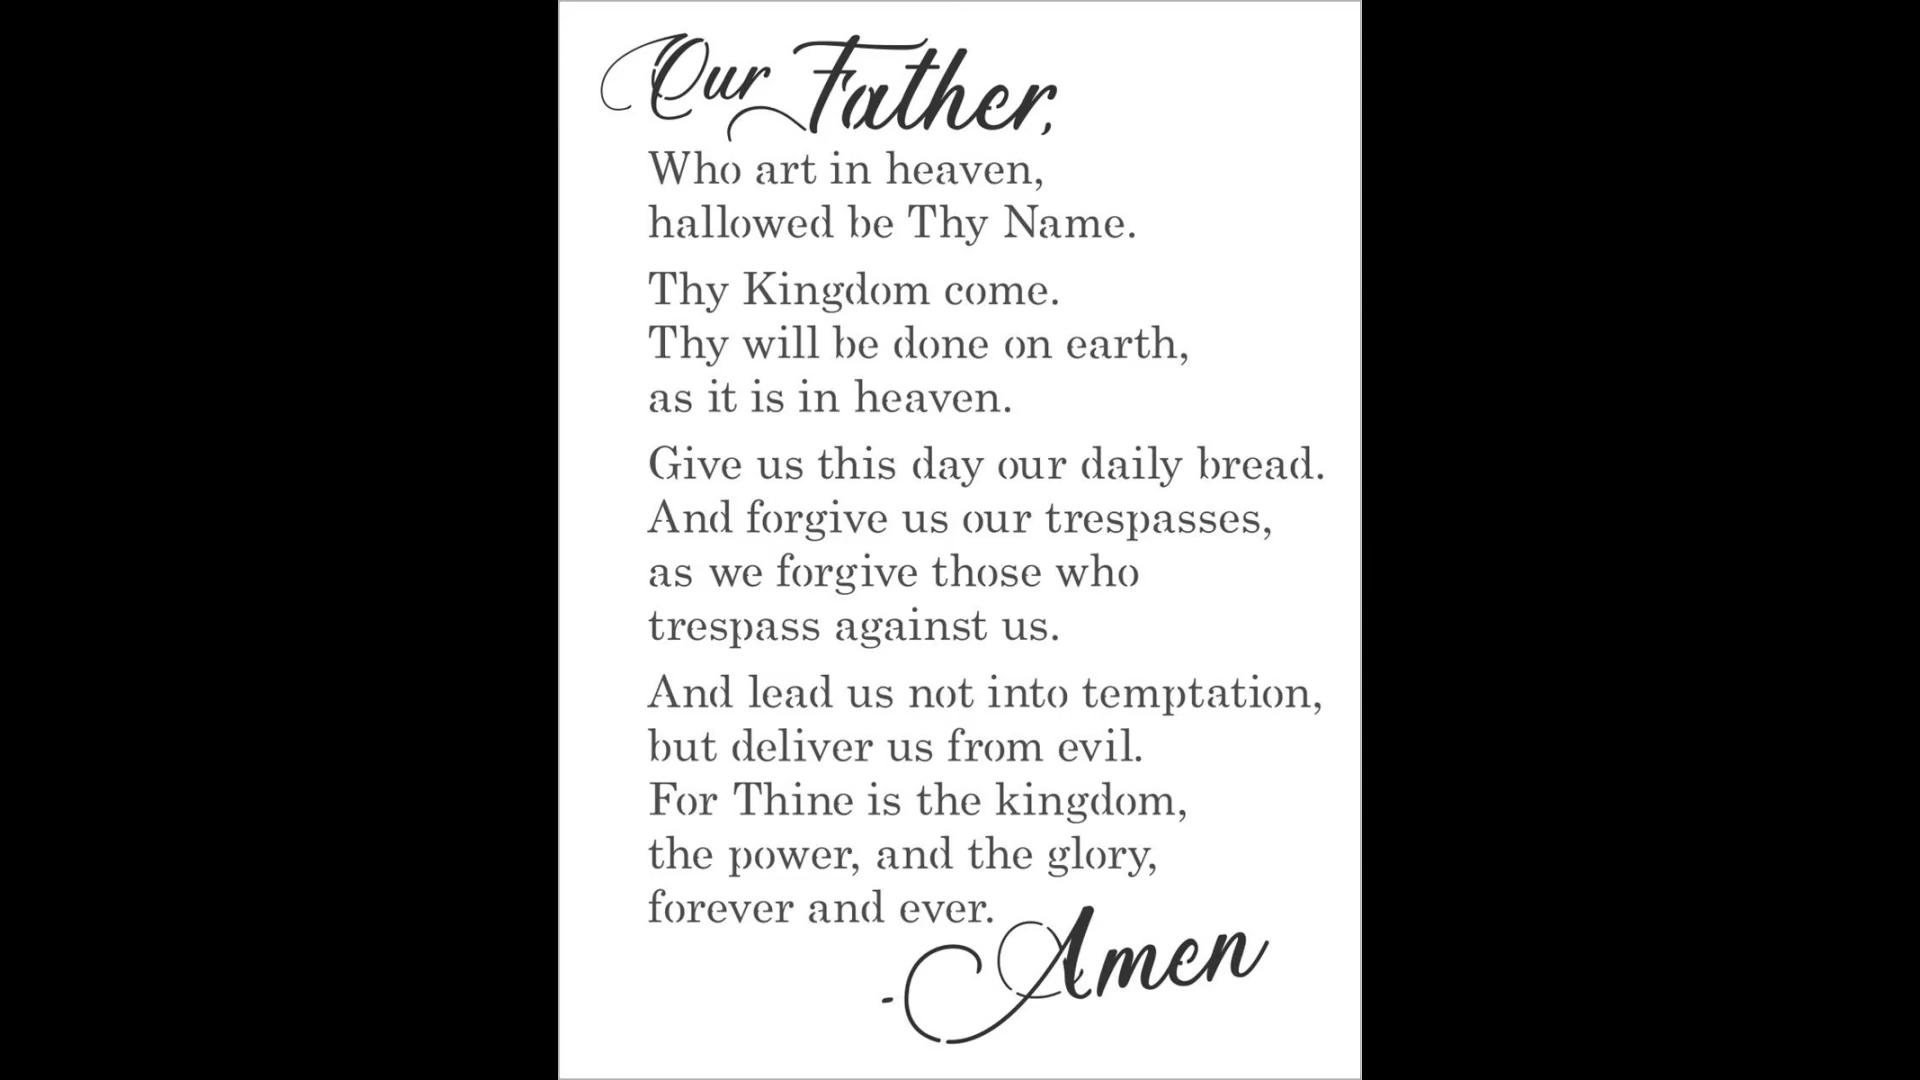 Our Father,
Who art in heaven,
hallowed be Thy Name.
Thy Kingdom come.
Thy will be done on earth,
as it is in heaven.
Give us this day our daily bread.
And forgive us our trespasses,
as we forgive those who
trespass against us.
And lead us not into temptation,
but deliver us from evil.
For Thine is the kingdom,
the power, and the glory,
forever and ever.
- Amen